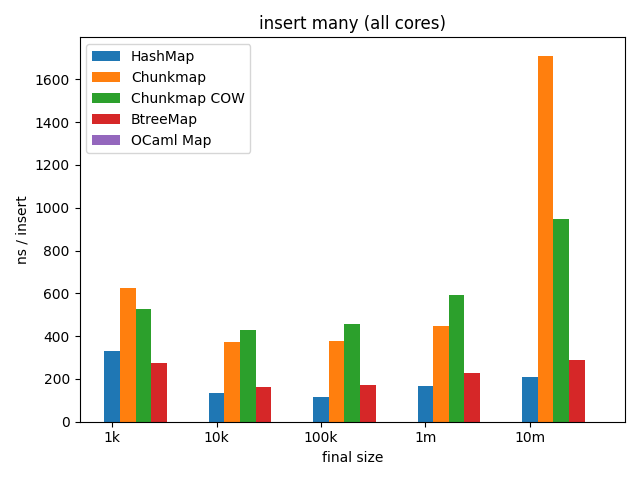 insert many (all cores)
HashMap
Chunkmap
Chunkmap COW
BtreeMap
OCaml Map
ns / insert
1600
1400
1200
1000
800
600
400
200
0
1k
10k
100k
1m
10m
final size